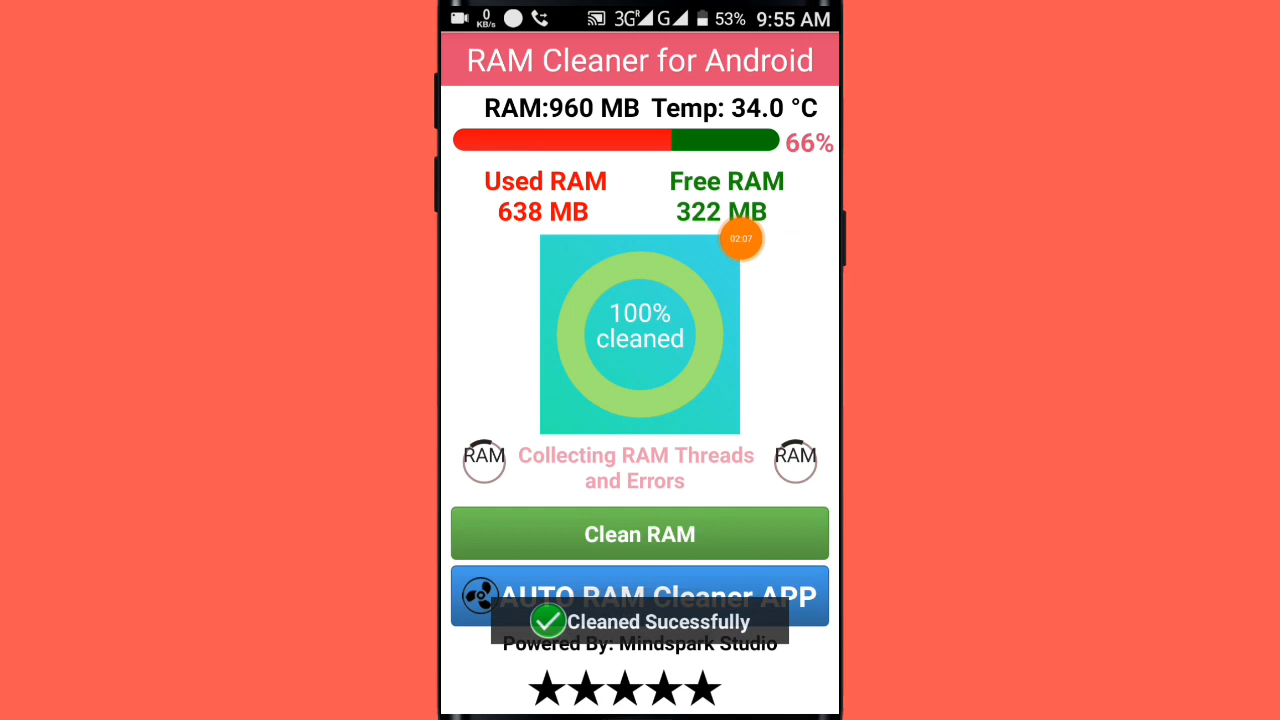 0
KB/s
3G R G 53% 9:55 AM
RAM Cleaner for Android
RAM:960 MB Temp: 34.0 °C
66%
Used RAM Free RAM
638 MB 322 MB
02:07
100%
cleaned
RAM Collecting RAM Threads RAM
and Errors
Clean RAM
AUTO RAM Cleaner APP
Cleaned Sucessfully
Powered By: Mindspark Studio